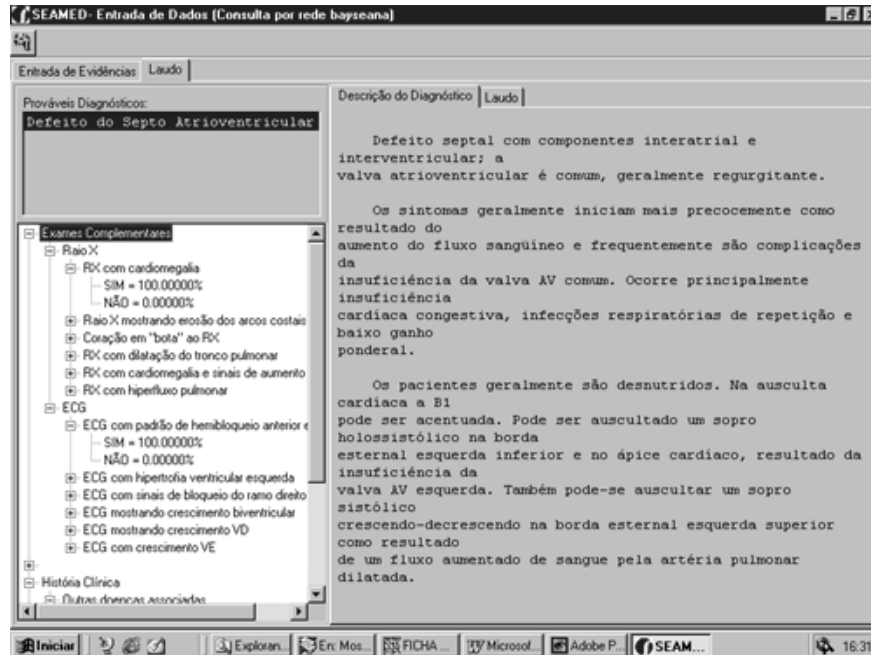 SEAMED- Entrada de Dados (Consulta por rede bayseana)
Entrada de Evidências Laudo
Prováveis Diagnósticos:
Defeito do Septo Atrioventricular
Exames Complementares
Raio X
RX com cardiomegalia
SIM = 100.00000%
NÃO = 0.00000%
Raio X mostrando erosão dos arcos costais
Coração em "bota" ao RX
RX com dilatação do tronco pulmonar
RX com cardiomegalia e sinais de aumento
RX com hiperfluxo pulmonar
ECG
ECG com padrão de hemibloqueio anterior e
SIM = 100.00000%
NÃO = 0.00000%
ECG com hipertrofia ventricular esquerda
ECG com sinais de bloqueio do ramo direito
ECG mostrando crescimento biventricular
ECG mostrando crescimento VD
ECG com crescimento VE
História Clínica
Outras doenças associadas
Descrição do Diagnóstico Laudo
Defeito septal com componentes interatrial e
interventricular; a
valva atrioventricular é comum, geralmente regurgitante.
Os sintomas geralmente iniciam mais precocemente como
resultado do
aumento do fluxo sangüíneo e frequentemente são complicações
da
insuficiência da valva AV comum. Ocorre principalmente
insuficiência
cardíaca congestiva, infecções respiratórias de repetição e
baixo ganho
ponderal.
Os pacientes geralmente são desnutridos. Na ausculta
cardíaca a B1
pode ser acentuada. Pode ser auscultado um sopro
holossistólico na borda
esternal esquerda inferior e no ápice cardíaco, resultado da
insuficiência da
valva AV esquerda. Também pode-se auscultar um sopro
sistólico
crescendo-decrescendo na borda esternal esquerda superior
como resultado
de um fluxo aumentado de sangue pela artéria pulmonar
dilatada.
Iniciar Exploran... En: Mos... FICHA ... Microsof... Adobe P... SEAM... 16:31